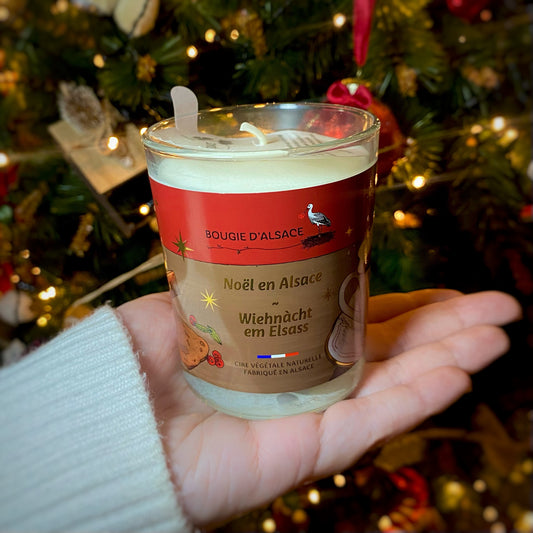 BOUGIE D'ALSACE
Noël en Alsace
~
Wiehnàcht
em Elsass
CIRE VÉGÉTALE NATURELLE
FABRIQUÉ EN ALSACE